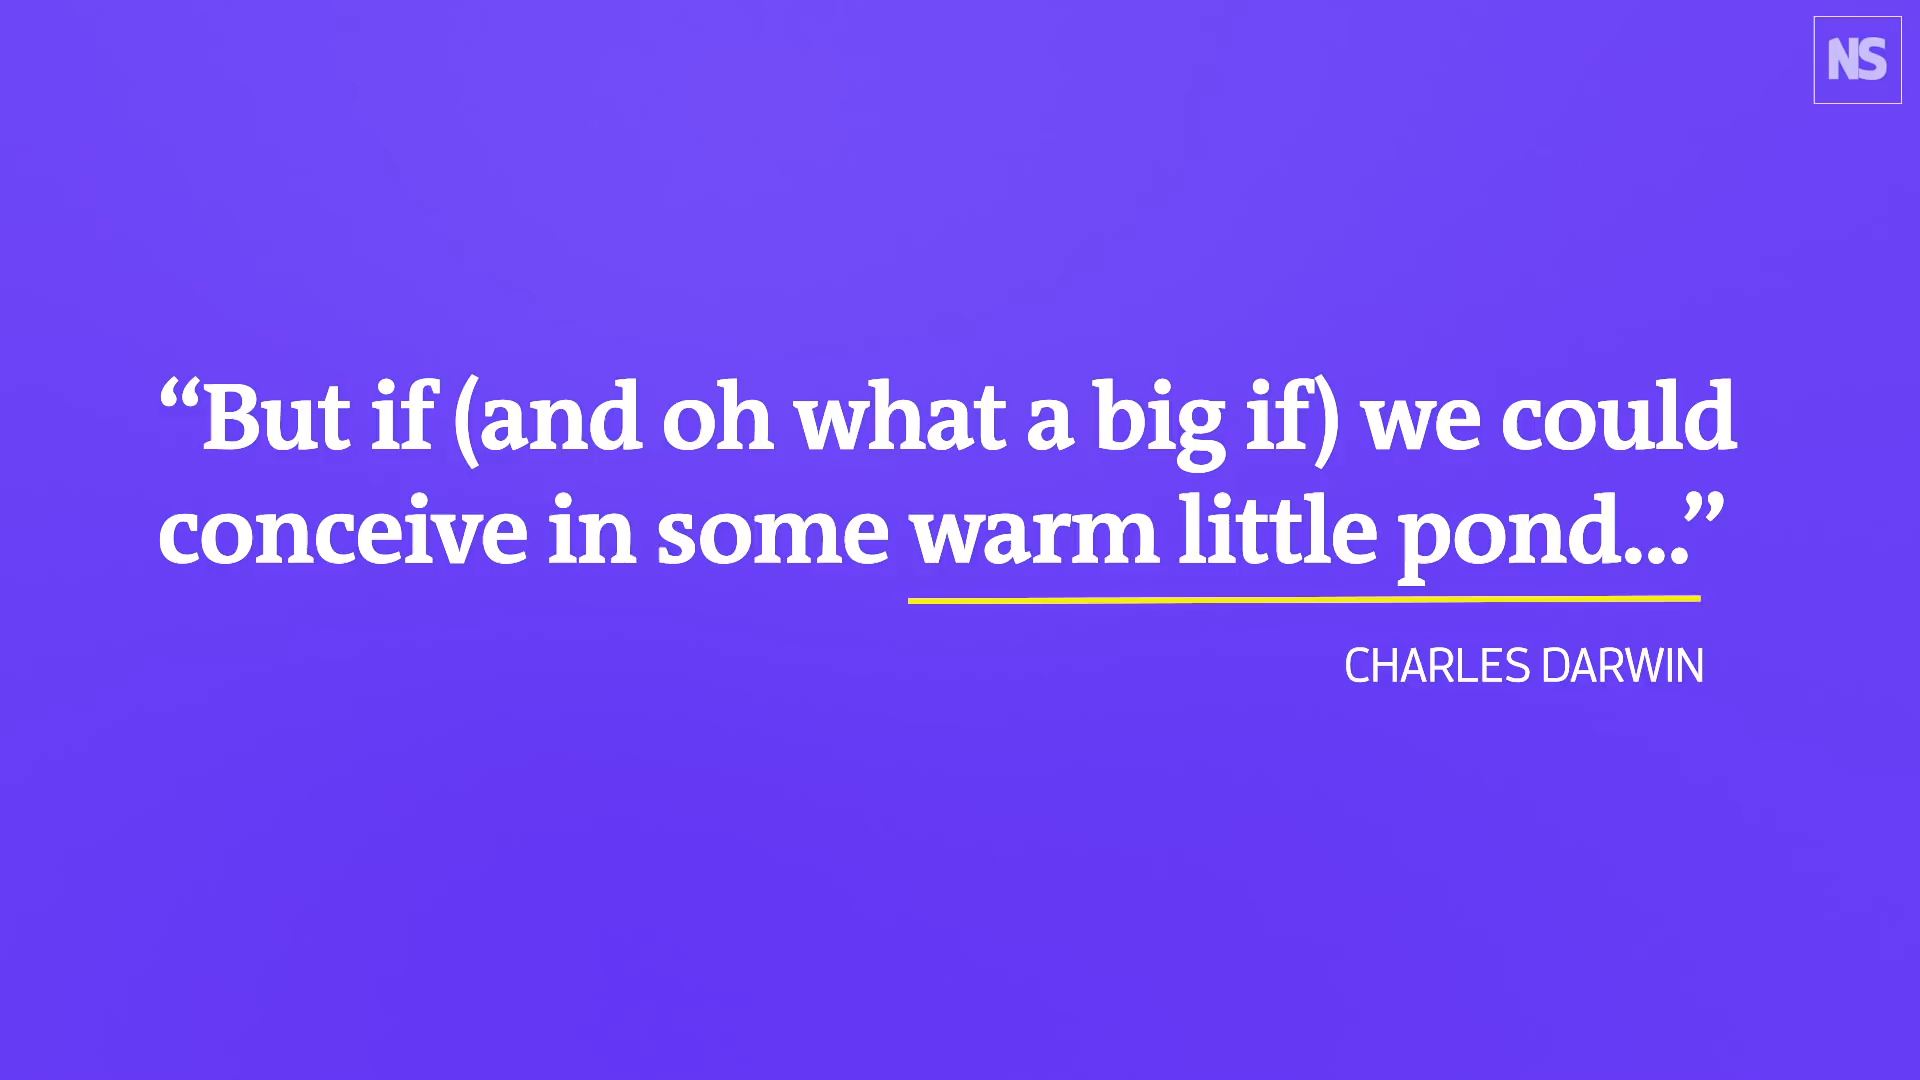 NS
“But if (and oh what a big if) we could
conceive in some warm little pond...”
CHARLES DARWIN